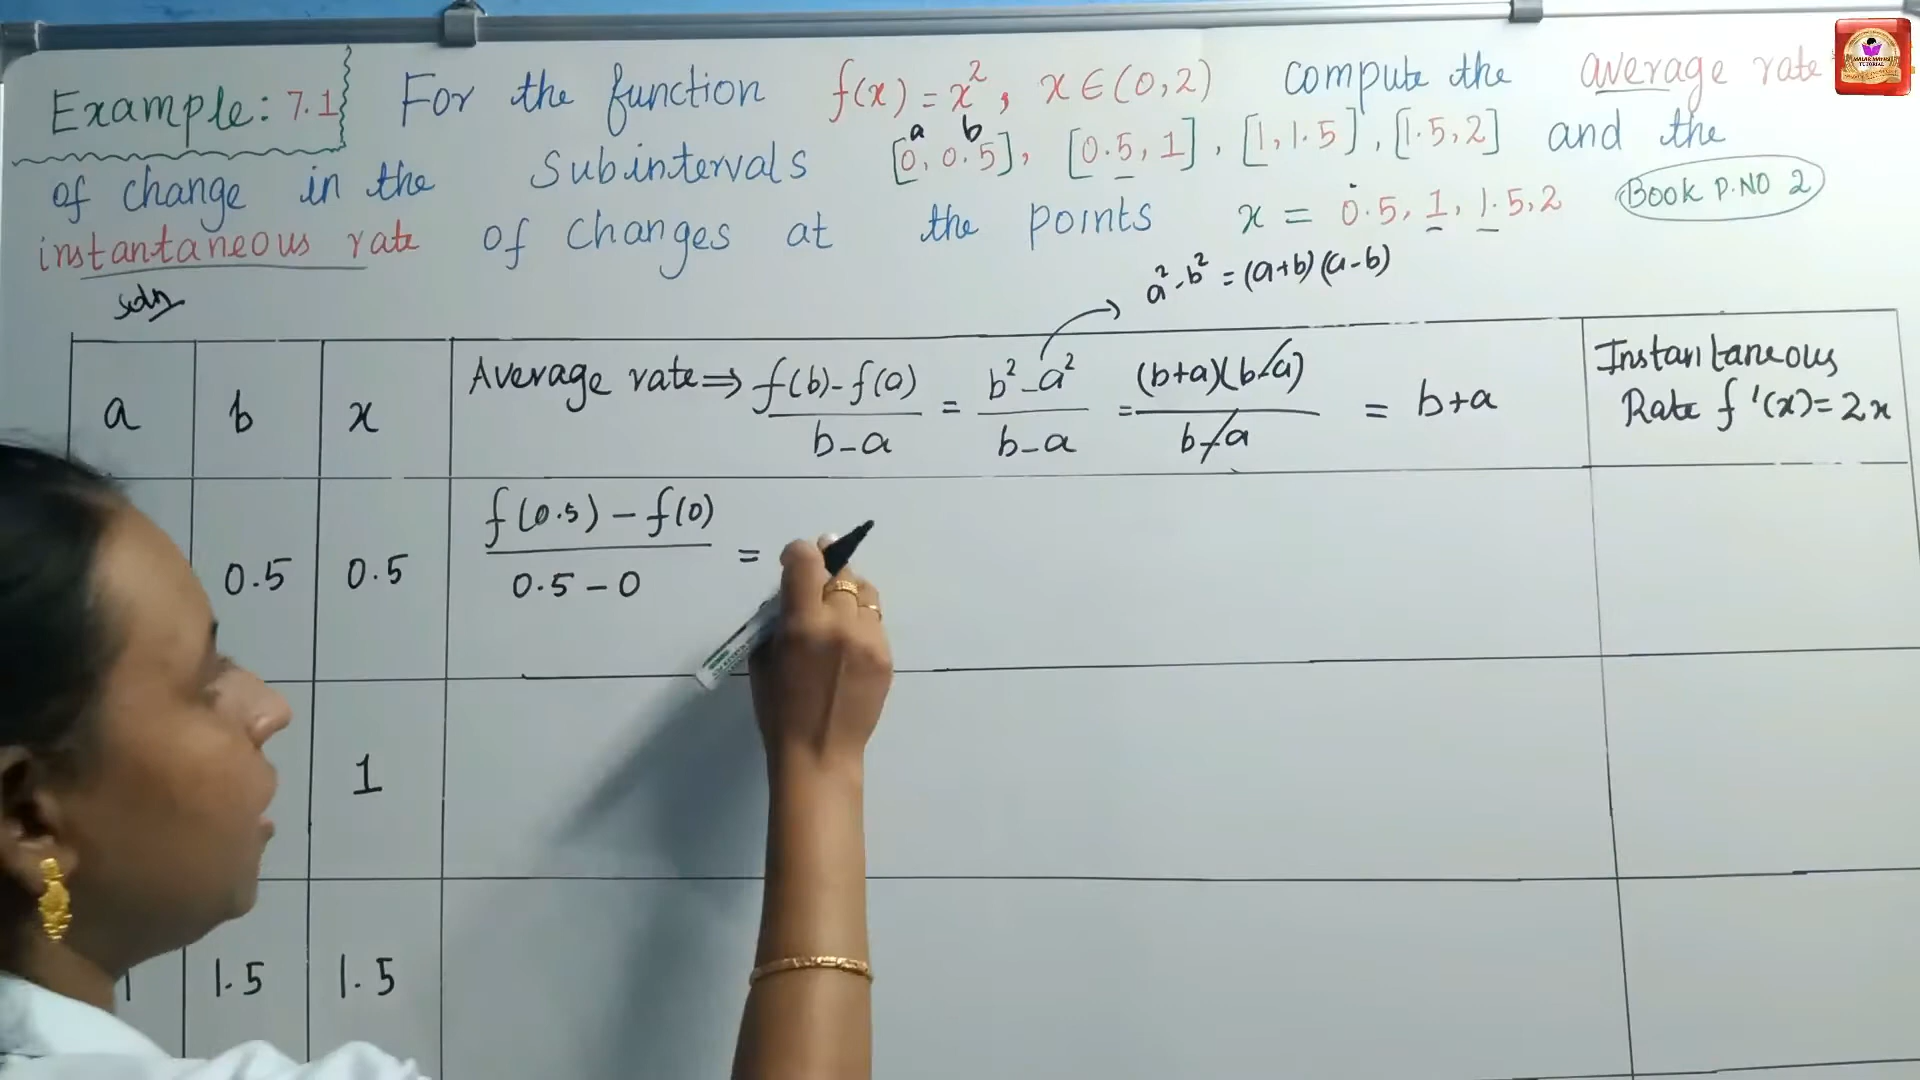 Example: 7.1 For the function f(x) = x², x∈(0,2) compute the average rate
a b
of change in the Subintervals [0, 0.5], [0.5, 1], [1, 1.5], [1.5, 2] and the
instantaneous rate of changes at the points x = 0.5, 1, 1.5, 2 Book P.NO 2
a²-b² = (a+b)(a-b)
Soln
a b x Average rate ⇒ f(b)-f(a) / b-a = b²-a² / b-a = (b+a)(b-a) / b-a = b+a Instantaneous
Rate f'(x)=2x
0.5 0.5 f(0.5) - f(0) / 0.5 - 0 =
1
1 1.5 1.5